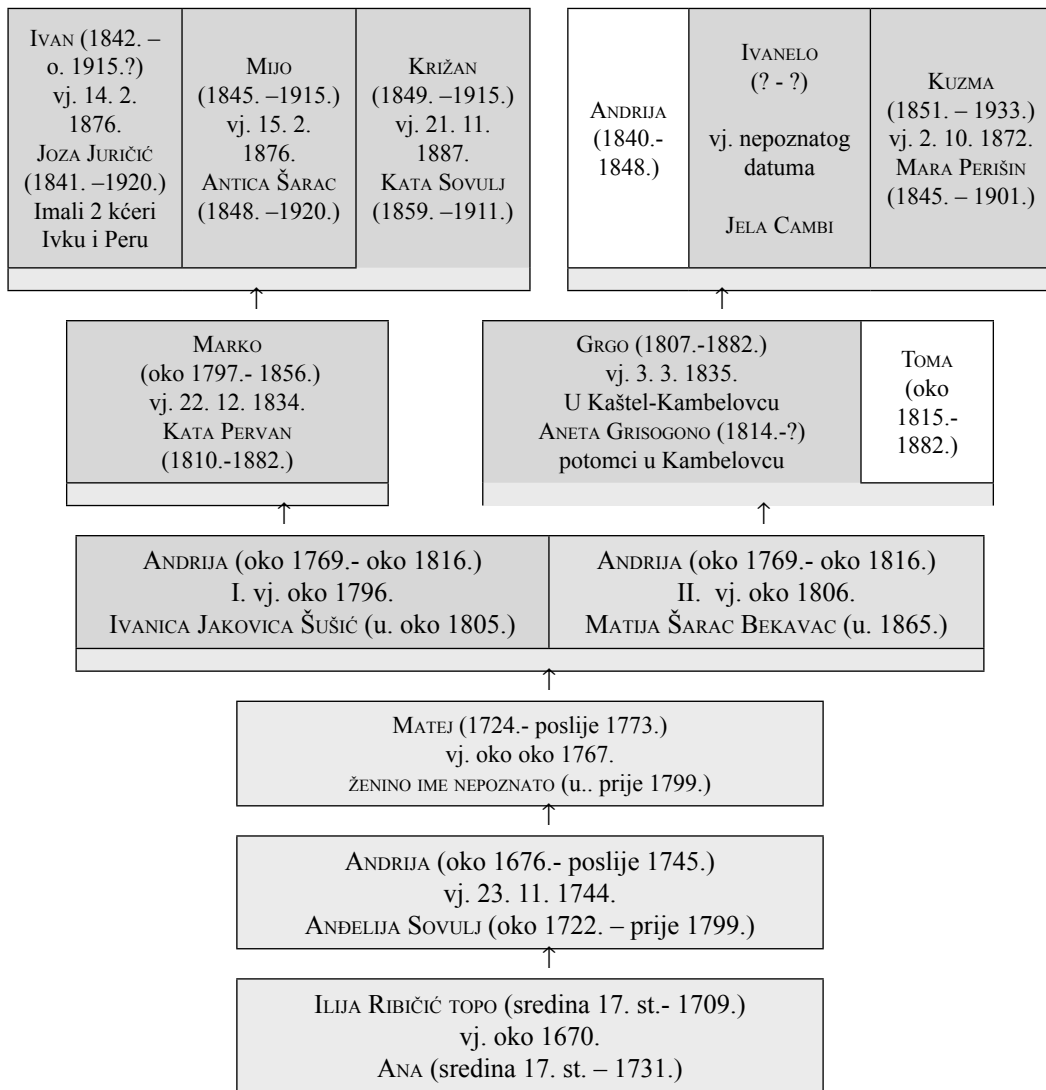 Ivan (1842. –
o. 1915.?)
vj. 14. 2.
1876.
Joza Juričić
(1841. –1920.)
Imali 2 kćeri
Ivku i Peru
Mijo
(1845. –1915.)
vj. 15. 2.
1876.
Antica Šarac
(1848. –1920.)
Križan
(1849. –1915.)
vj. 21. 11.
1887.
Kata Sovulj
(1859. –1911.)
Andrija
(1840.-
1848.)
Ivanelo
(? - ?)
vj. nepoznatog
datuma
Jela Cambi
Kuzma
(1851. – 1933.)
vj. 2. 10. 1872.
Mara Perišin
(1845. – 1901.)
↑
↑
Marko
(oko 1797.- 1856.)
vj. 22. 12. 1834.
Kata Pervan
(1810.-1882.)
Grgo (1807.-1882.)
vj. 3. 3. 1835.
U Kaštel-Kambelovcu
Aneta Grisogono (1814.-?)
potomci u Kambelovcu
Toma
(oko
1815.-
1882.)
↑
↑
Andrija (oko 1769.- oko 1816.)
I. vj. oko 1796.
Ivanica Jakovica Šušić (u. oko 1805.)
Andrija (oko 1769.- oko 1816.)
II. vj. oko 1806.
Matija Šarac Bekavac (u. 1865.)
↑
Matej (1724.- poslije 1773.)
vj. oko oko 1767.
ženino ime nepoznato (u.. prije 1799.)
↑
Andrija (oko 1676.- poslije 1745.)
vj. 23. 11. 1744.
Anđelija Sovulj (oko 1722. – prije 1799.)
↑
Ilija Ribičić topo (sredina 17. st.- 1709.)
vj. oko 1670.
Ana (sredina 17. st. – 1731.)